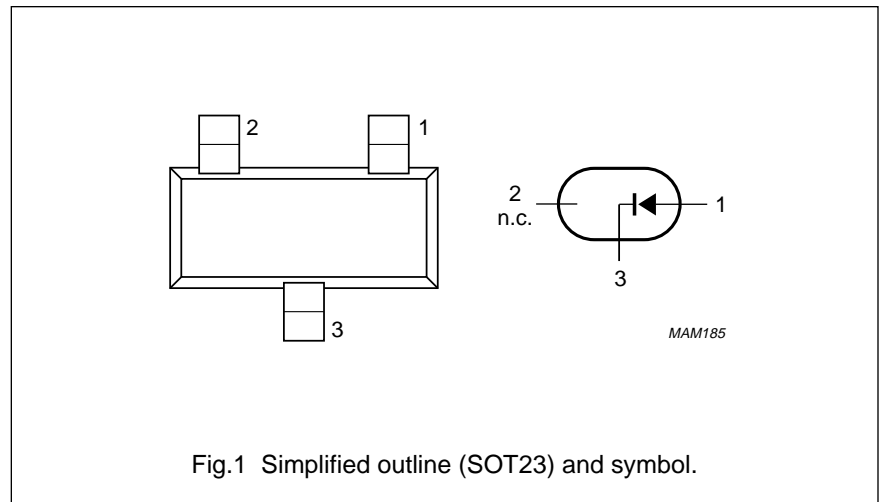 2
1
3
2
n.c.
1
3
MAM185
Fig.1 Simplified outline (SOT23) and symbol.